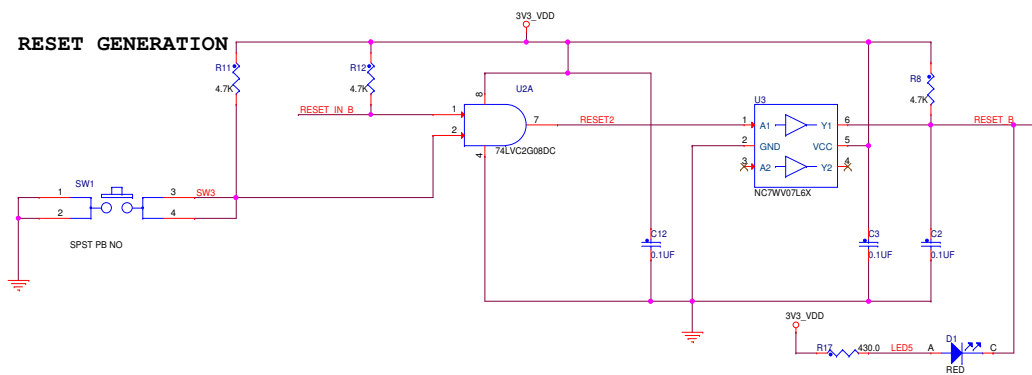 3V3_VDD
RESET GENERATION
R11
4.7K
R12
4.7K
R8
4.7K
8
U2A
U3
RESET_IN_B
1
2
7
RESET2
4
74LVC2G08DC
1 A1 Y1 6
2 GND VCC 5
3 A2 Y2 4
NC7WV07L6X
RESET_B
SW1
1 3
2 4
SW3
SPST PB NO
C12
0.1UF
C3
0.1UF
C2
0.1UF
3V3_VDD
R17 430.0 LED5 A D1 C
RED